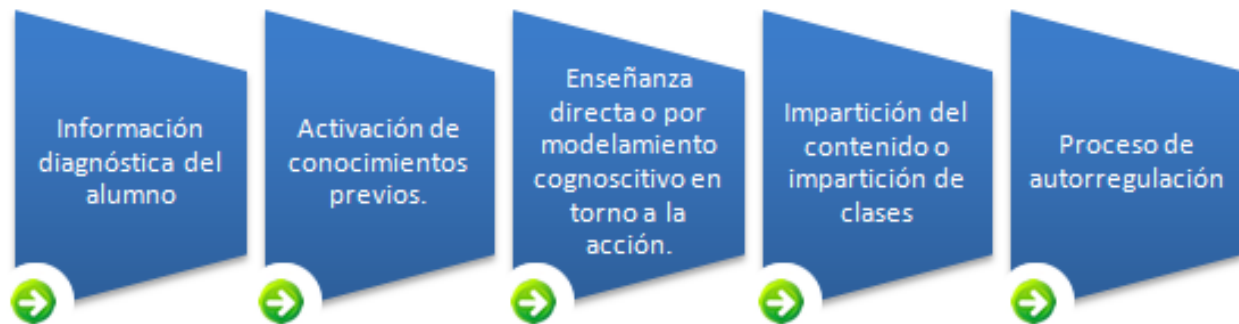 Información
diagnóstica del
alumno
Activación de
conocimientos
previos.
Enseñanza
directa o por
modelamiento
cognoscitivo en
torno a la
acción.
Impartición del
contenido o
impartición de
clases
Proceso de
autorregulación